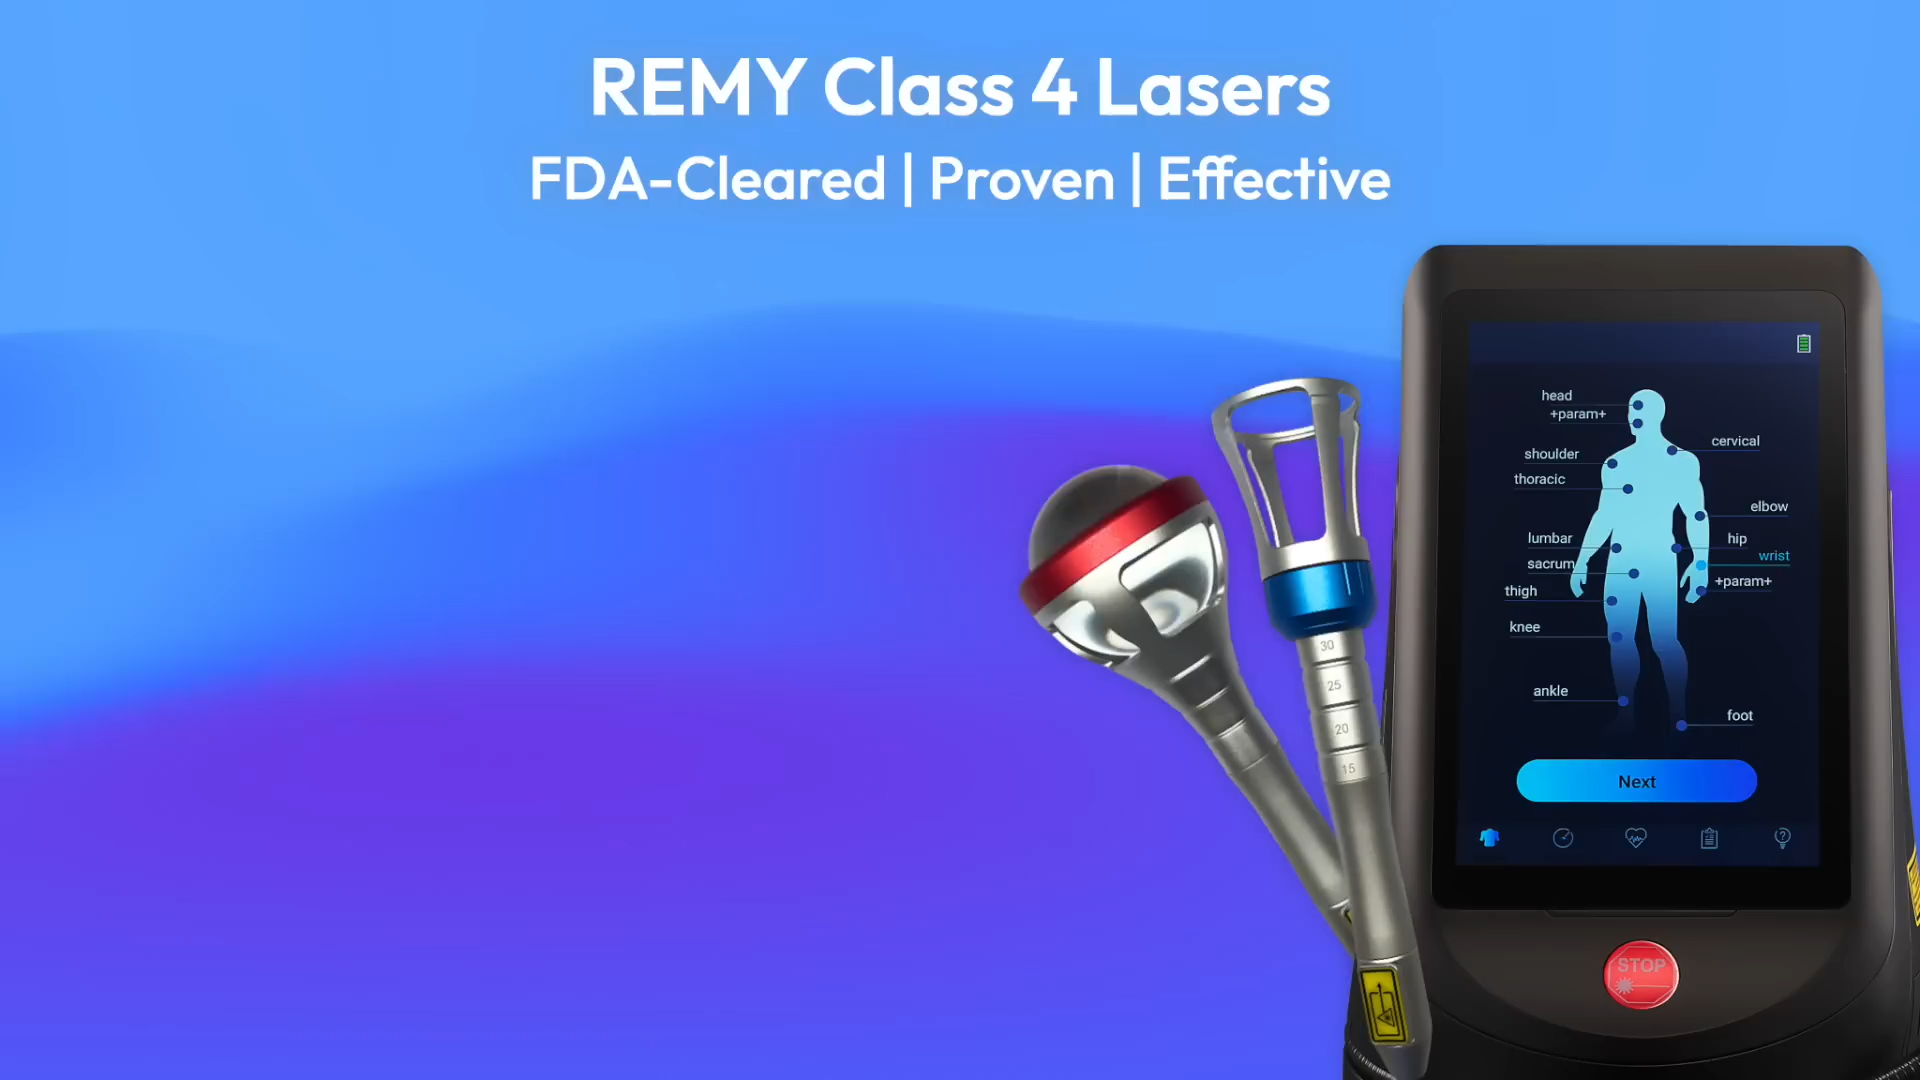 REMY Class 4 Lasers
FDA-Cleared | Proven | Effective
head
+param+
cervical
shoulder
thoracic
elbow
lumbar
hip
wrist
sacrum
+param+
thigh
knee
ankle
foot
Next
30
25
20
15
STOP